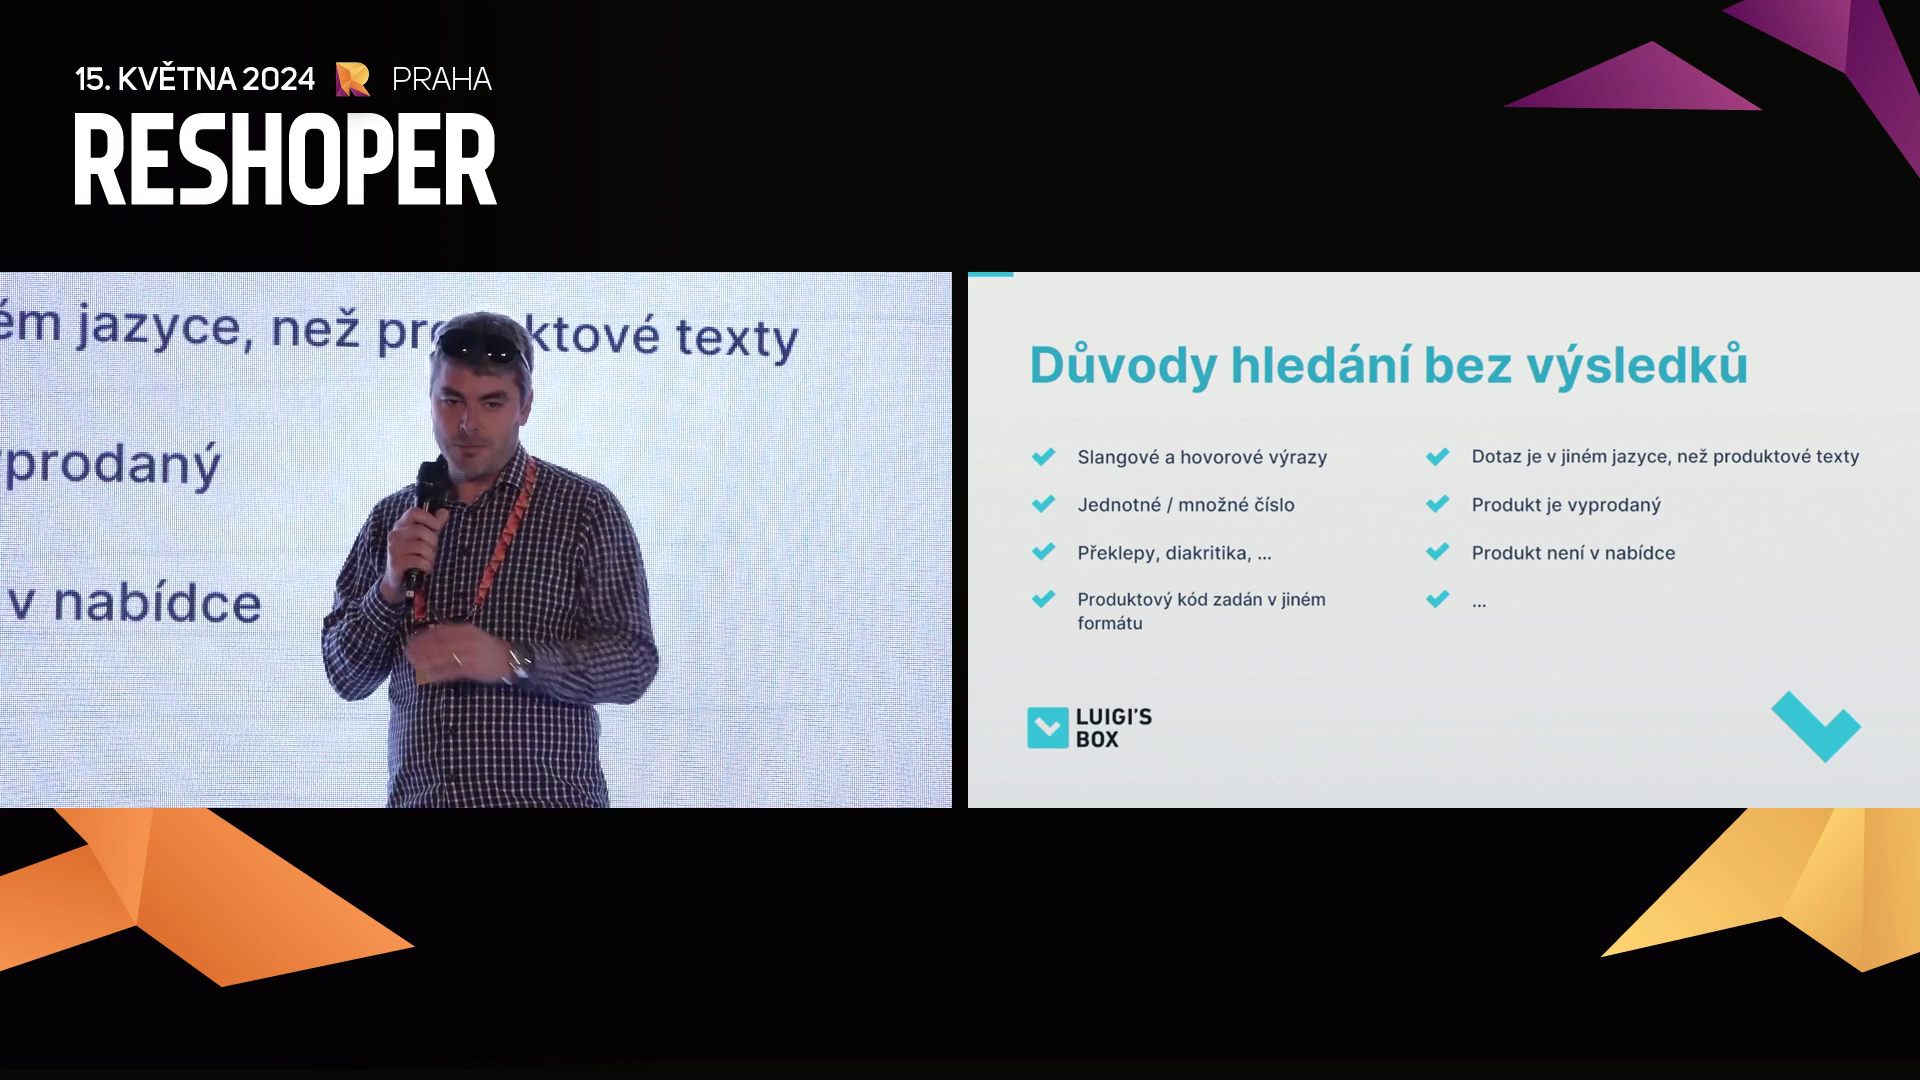 15. KVĚTNA 2024 PRAHA
RESHOPER
ém jazyce, než pr ktové texty
yprodaný
v nabídce
Důvody hledání bez výsledků
Slangové a hovorové výrazy
Jednotné / množné číslo
Překlepy, diakritika, ...
Produktový kód zadán v jiném
formátu
Dotaz je v jiném jazyce, než produktové texty
Produkt je vyprodaný
Produkt není v nabídce
...
LUIGI'S
BOX